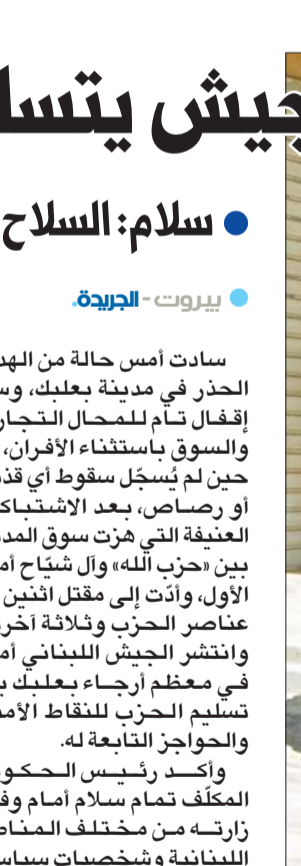 يتسا
سلام: السلاح
بيروت - الجريدة.
سادت أمس حالة من الهد
الحذر في مدينة بعلبك، وس
إقفال تام للمحال التجار
والسوق باستثناء الأفران،
حين لم يُسجّل سقوط أي قذ
أو رصاص، بعد الاشتباك
العنيفة التي هزت سوق المد
بين «حزب الله» وآل شيّاح أم
الأول، وأدّت إلى مقتل اثنين
عناصر الحزب وثلاثة آخر
وانتشر الجيش اللبناني أم
في معظم أرجاء بعلبك ب
تسليم الحزب للنقاط الأم
والحواجز التابعة له.
وأكد رئيس الحكو
المكلّف تمام سلام أمام وف
زارته من مختلف المناط
اللبنانية وشخصيات سياس